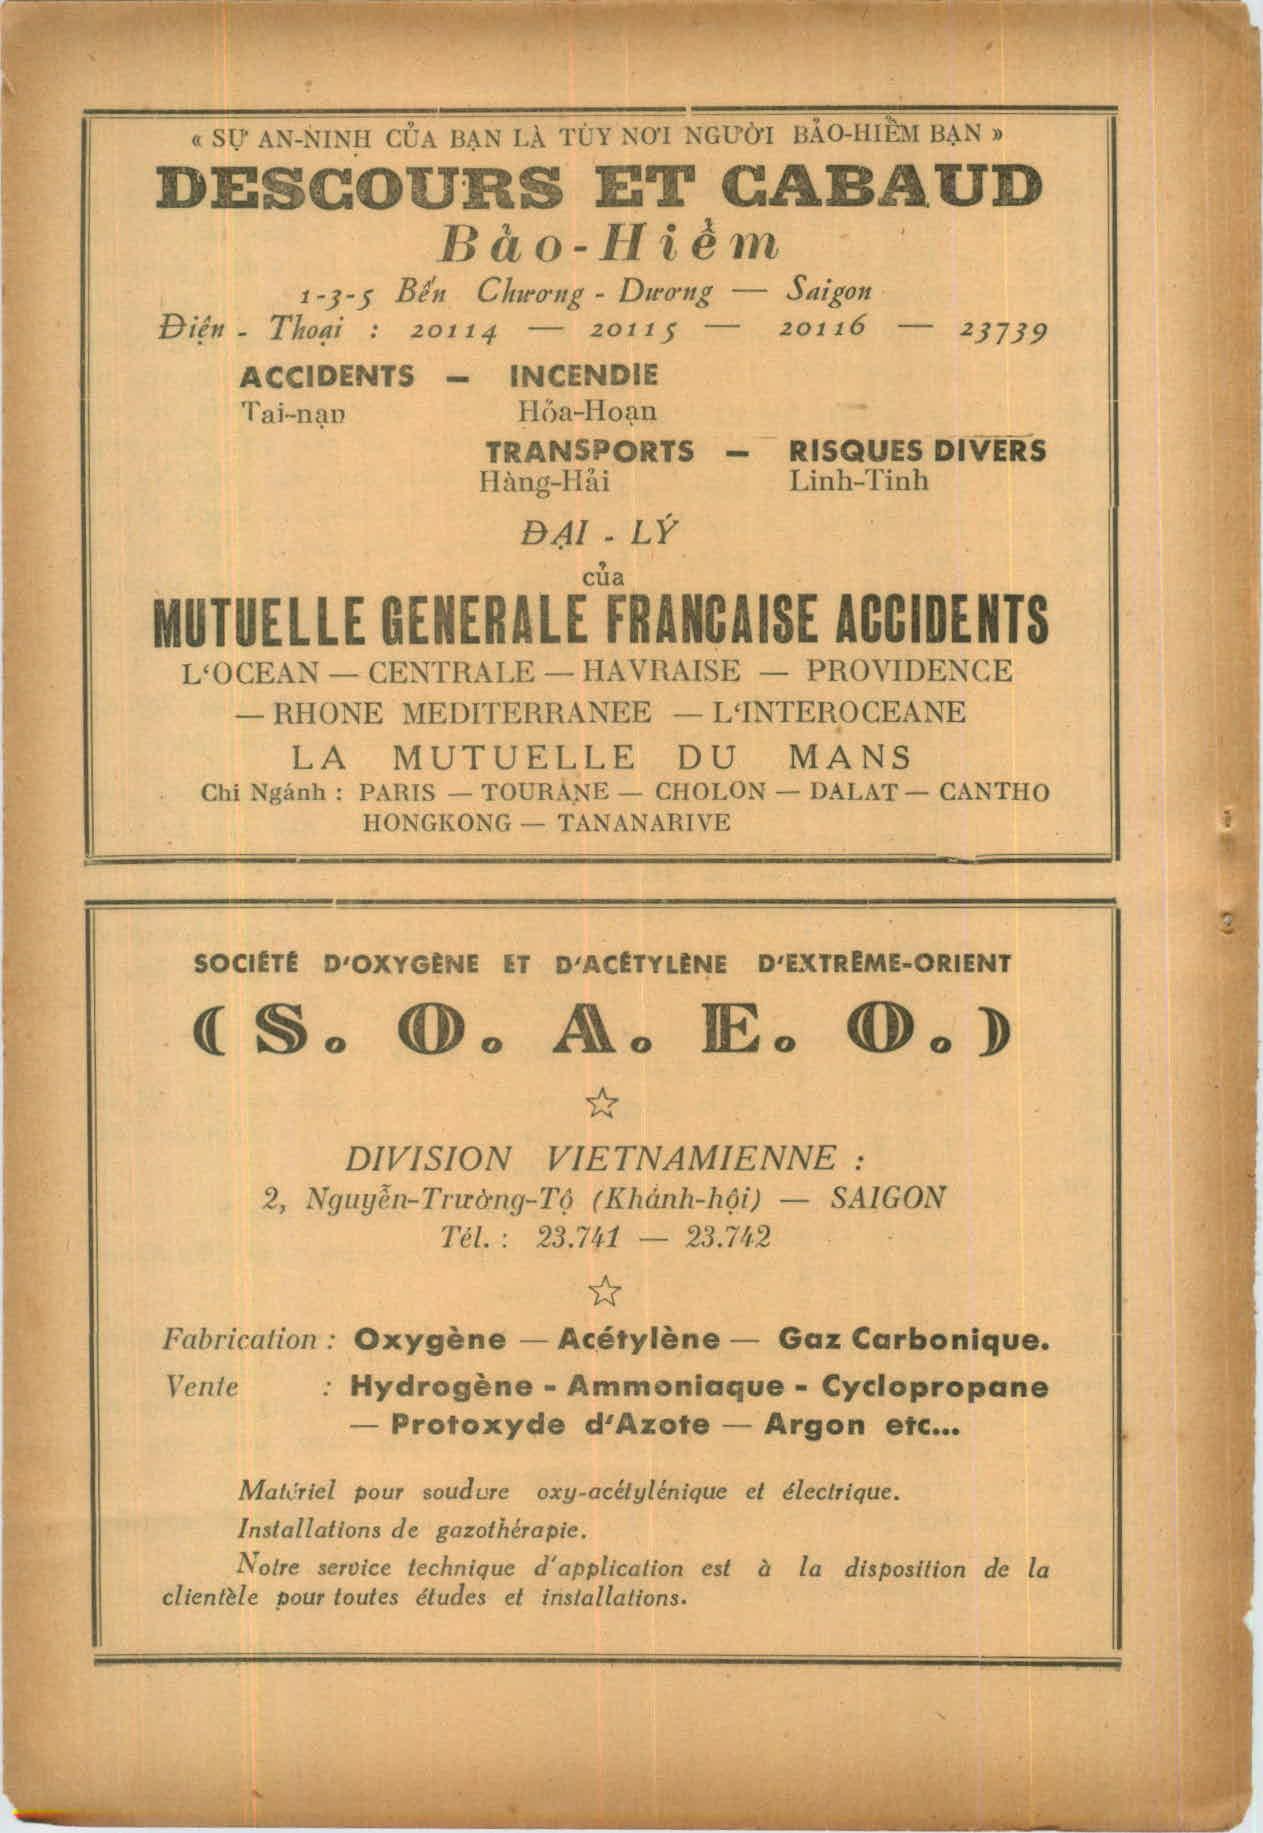 « SỰ AN-NINH CỦA BẠN LÀ TÙY NƠI NGƯỜI BẢO-HIỂM BẠN »
DESCOURS ET CABAUD
Bảo-Hiểm
1-3-5 Bến Chương - Dương — Saigon
Điện - Thoại : 20114 — 20115 — 20116 — 23739
ACCIDENTS — INCENDIE
Tai-nạn Hỏa-Hoạn
TRANSPORTS — RISQUES DIVERS
Hàng-Hải Linh-Tinh
ĐẠI - LÝ
của
MUTUELLE GENERALE FRANCAISE ACCIDENTS
L'OCEAN — CENTRALE — HAVRAISE — PROVIDENCE
— RHONE MEDITERRANEE — L'INTEROCEANE
LA MUTUELLE DU MANS
Chi Ngánh : PARIS — TOURANE — CHOLON — DALAT — CANTHO
HONGKONG — TANANARIVE
SOCIÉTÉ D'OXYGÈNE ET D'ACÉTYLÈNE D'EXTRÊME-ORIENT
(S. O. A. E. O.)
DIVISION VIETNAMIENNE :
2, Nguyễn-Trường-Tộ (Khánh-hội) — SAIGON
Tél. : 23.741 — 23.742
Fabrication : Oxygène — Acétylène — Gaz Carbonique.
Vente : Hydrogène - Ammoniaque - Cyclopropane
— Protoxyde d'Azote — Argon etc...
Matériel pour soudure oxy-acétylénique et électrique.
Installations de gazothérapie.
Notre service technique d'application est à la disposition de la
clientèle pour toutes études et installations.